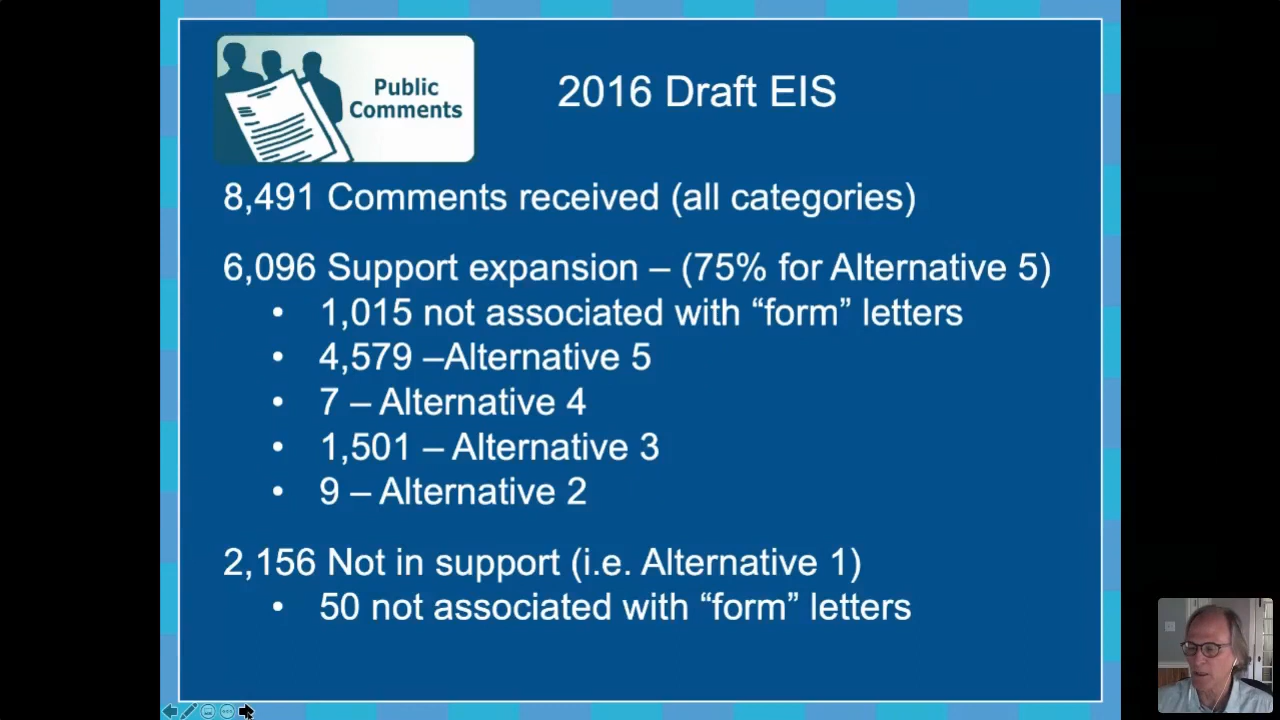 Public
Comments
2016 Draft EIS
8,491 Comments received (all categories)
6,096 Support expansion – (75% for Alternative 5)
• 1,015 not associated with “form” letters
• 4,579 –Alternative 5
• 7 – Alternative 4
• 1,501 – Alternative 3
• 9 – Alternative 2
2,156 Not in support (i.e. Alternative 1)
• 50 not associated with “form” letters